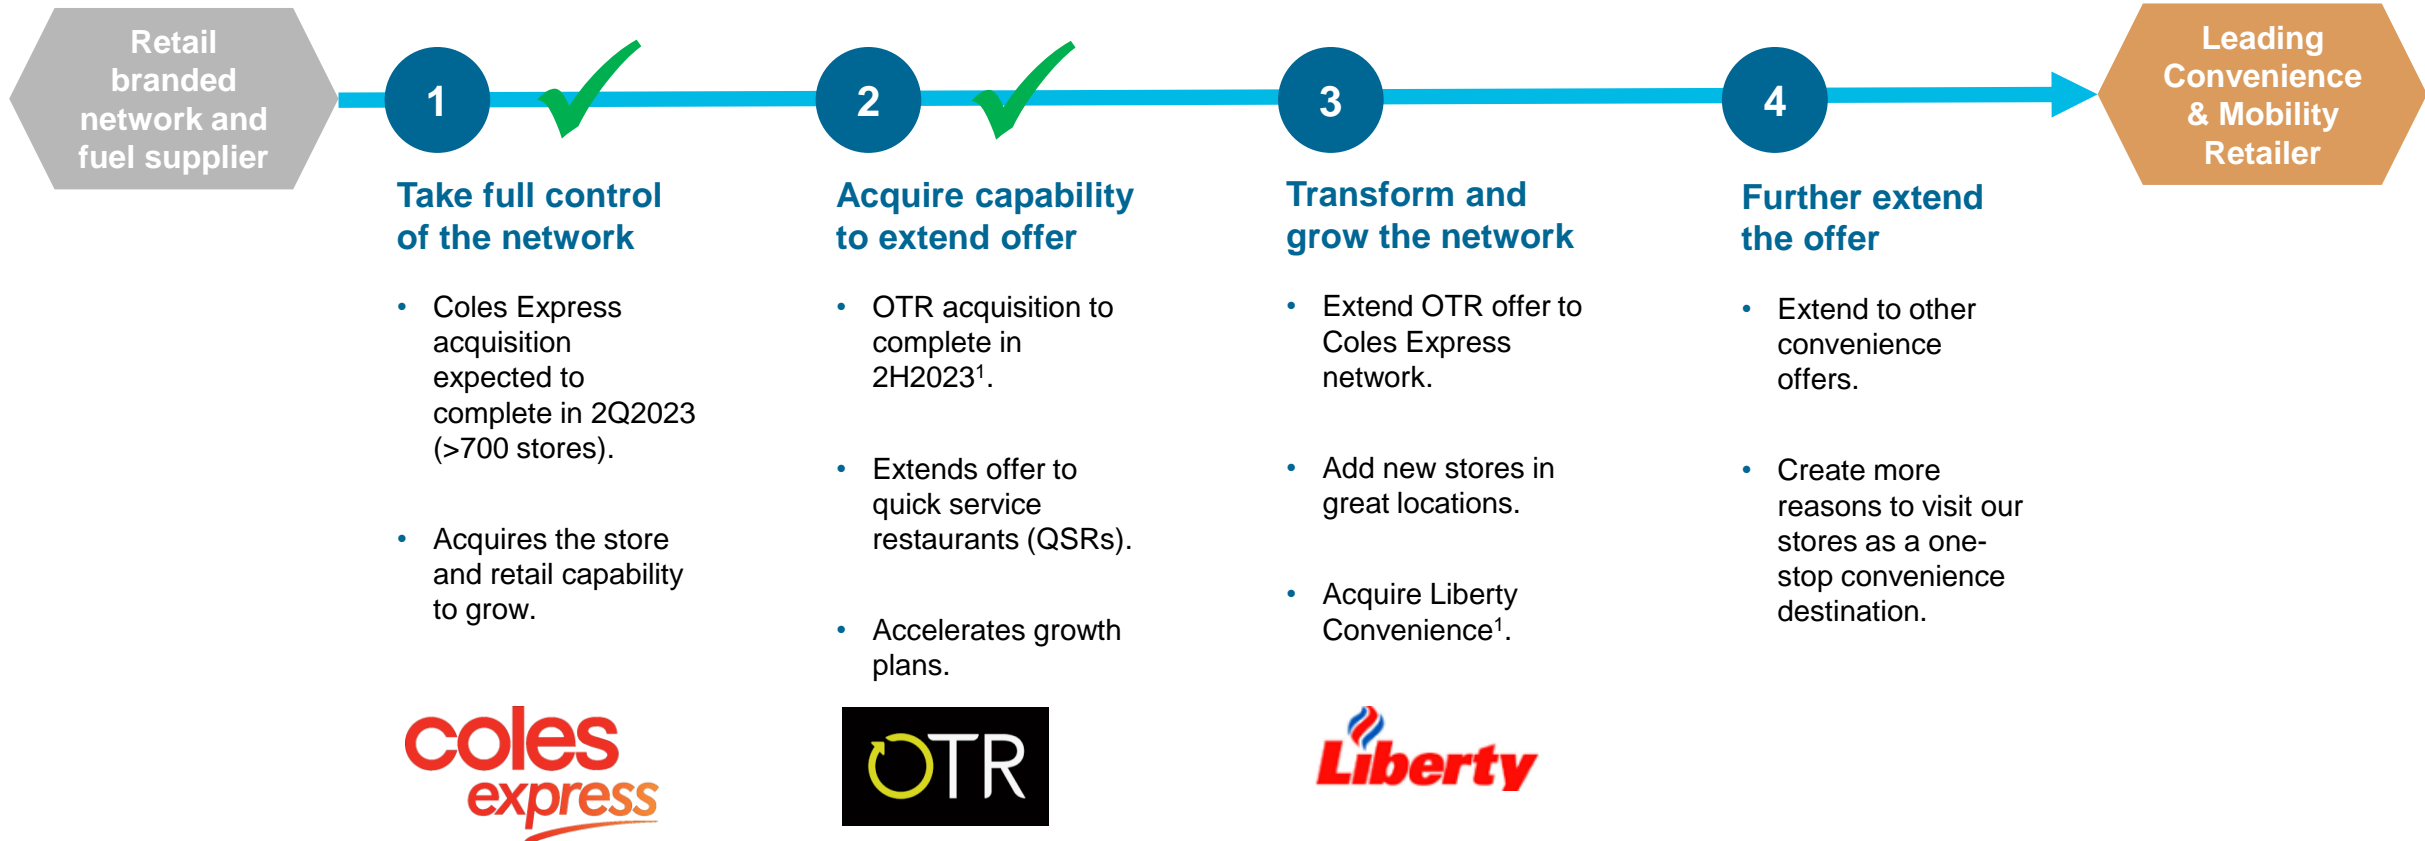 Retail
branded
network and
fuel supplier
1
2
3
4
Leading
Convenience
& Mobility
Retailer
Take full control
of the network
• Coles Express
acquisition
expected to
complete in 2Q2023
(>700 stores).
• Acquires the store
and retail capability
to grow.
coles
express
Acquire capability
to extend offer
• OTR acquisition to
complete in
2H2023¹.
• Extends offer to
quick service
restaurants (QSRs).
• Accelerates growth
plans.
OTR
Transform and
grow the network
• Extend OTR offer to
Coles Express
network.
• Add new stores in
great locations.
• Acquire Liberty
Convenience¹.
Liberty
Further extend
the offer
• Extend to other
convenience
offers.
• Create more
reasons to visit our
stores as a one-
stop convenience
destination.